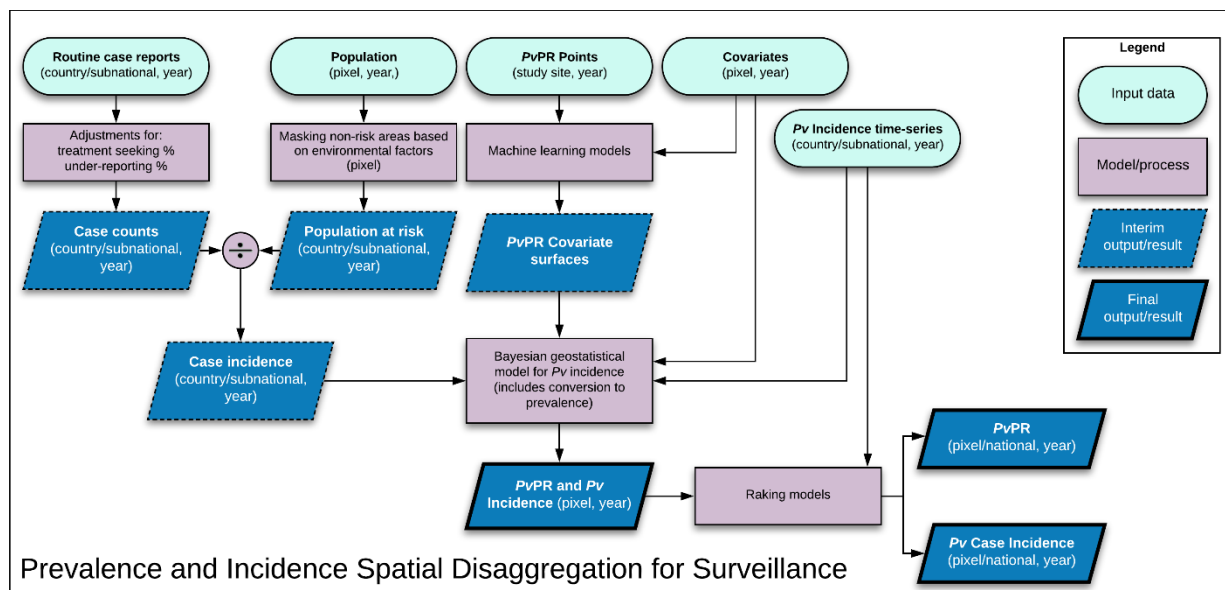 Routine case reports
(country/subnational, year)
Population
(pixel, year,)
PvPR Points
(study site, year)
Covariates
(pixel, year)
Legend
Input data
Model/process
Interim
output/result
Final
output/result
Pv Incidence time-series
(country/subnational, year)
Adjustments for:
treatment seeking %
under-reporting %
Masking non-risk areas based
on environmental factors
(pixel)
Machine learning models
Case counts
(country/subnational,
year)
÷
Population at risk
(country/subnational,
year)
PvPR Covariate
surfaces
Case incidence
(country/subnational,
year)
Bayesian geostatistical
model for Pv incidence
(includes conversion to
prevalence)
PvPR and Pv
Incidence (pixel, year)
Raking models
PvPR
(pixel/national, year)
Pv Case Incidence
(pixel/national, year)
Prevalence and Incidence Spatial Disaggregation for Surveillance